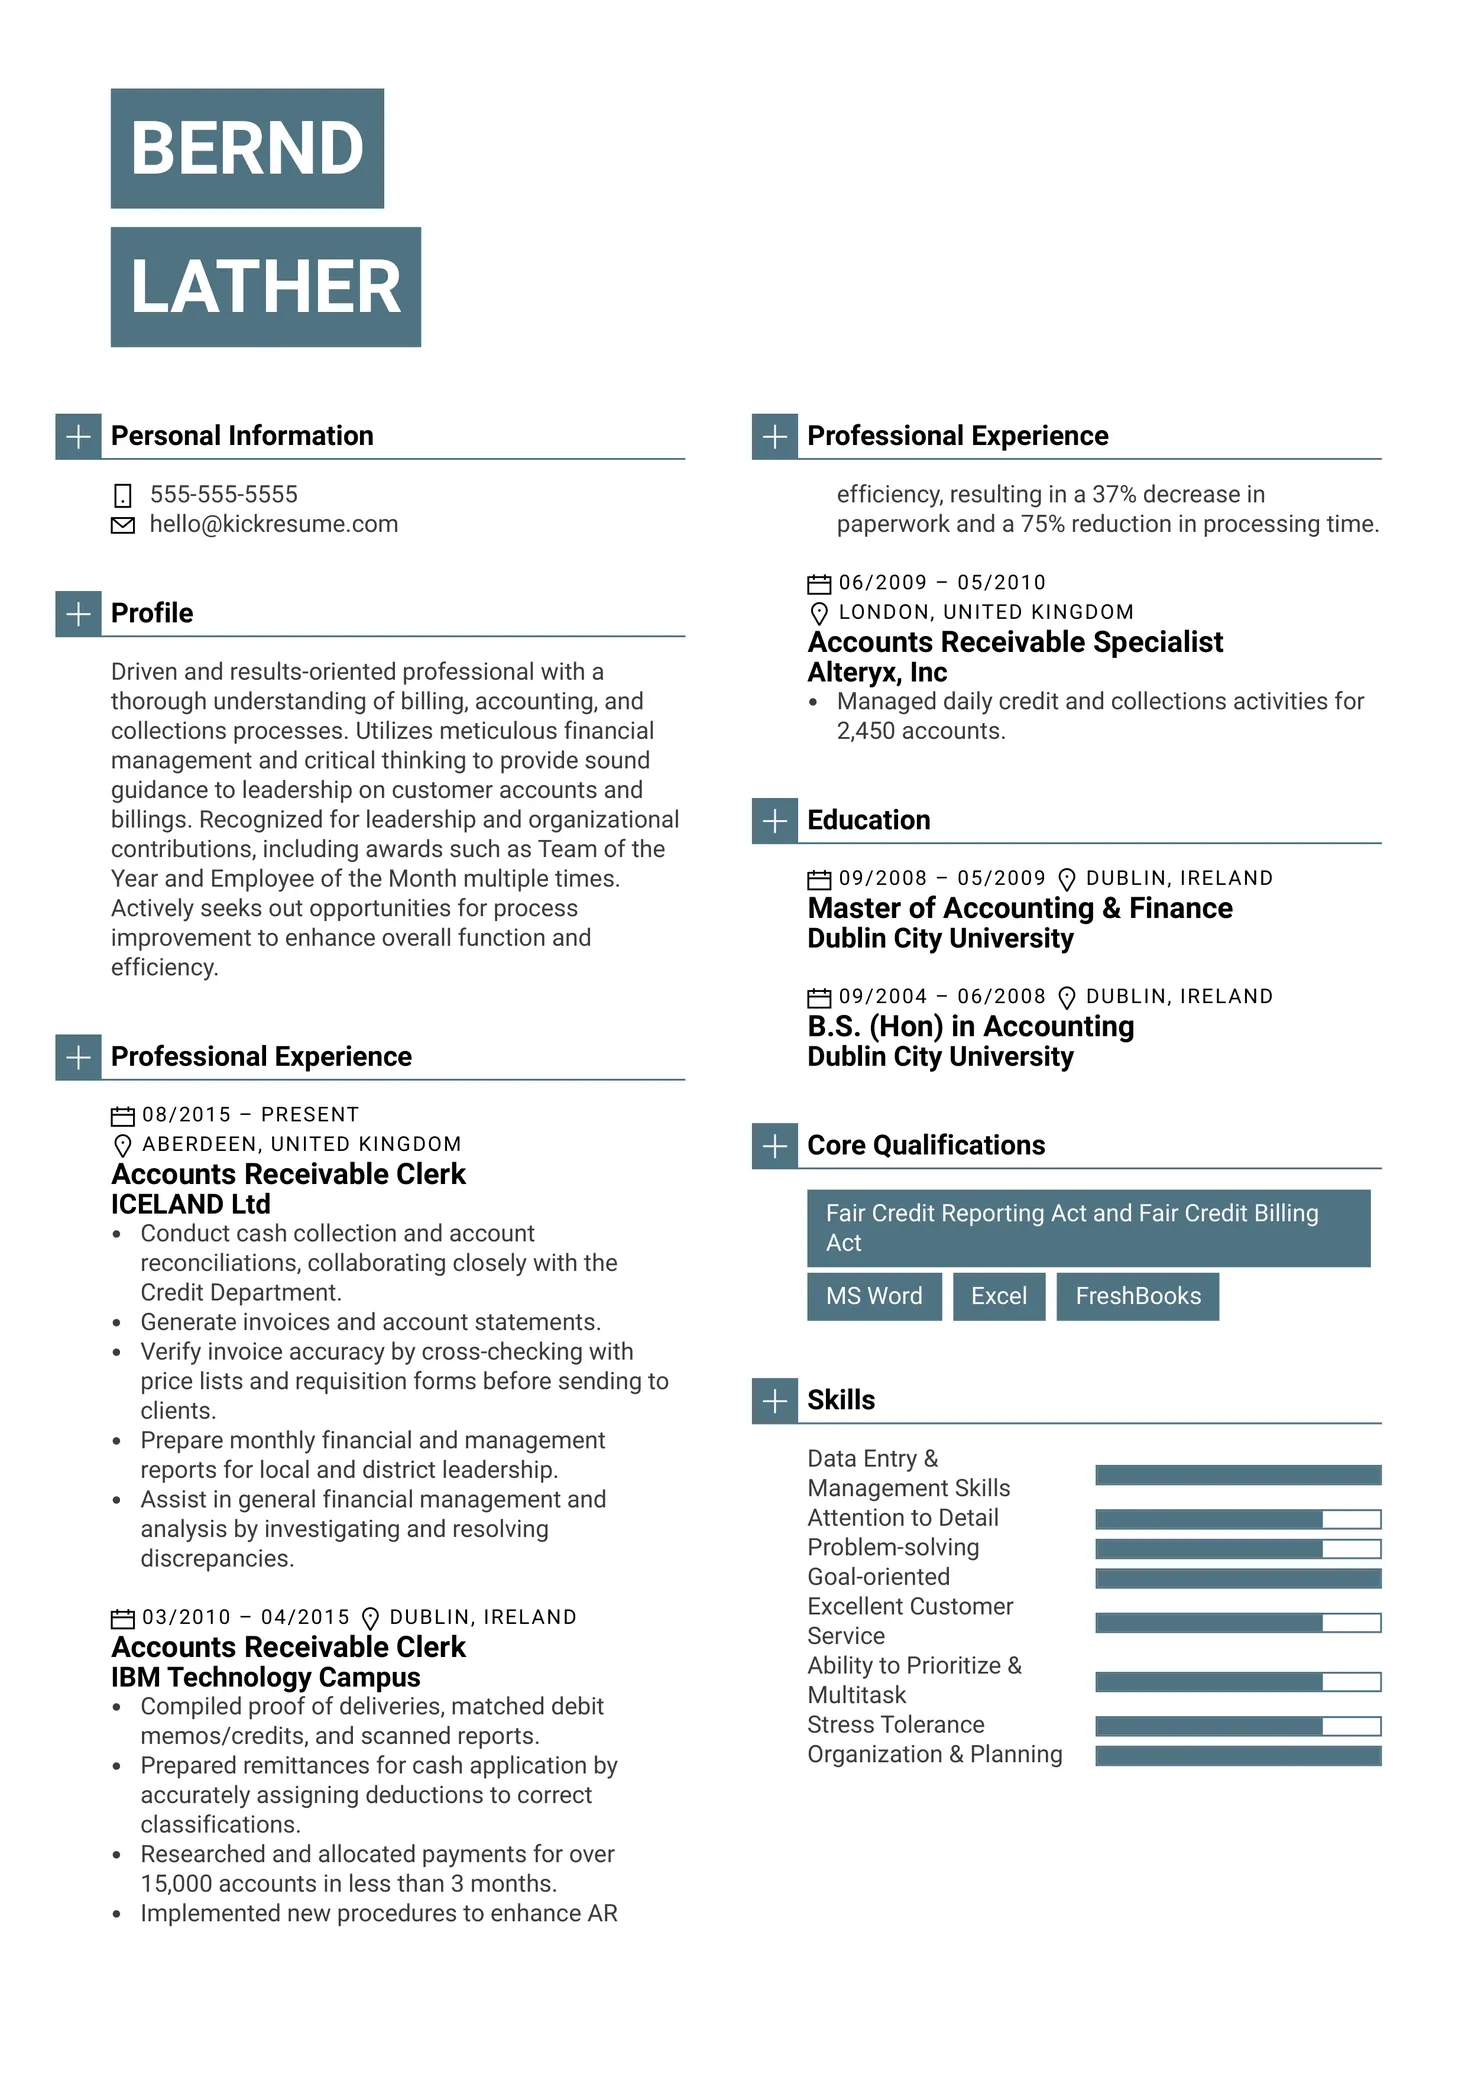 BERND
LATHER
Personal Information
555-555-5555
hello@kickresume.com
Profile
Driven and results-oriented professional with a
thorough understanding of billing, accounting, and
collections processes. Utilizes meticulous financial
management and critical thinking to provide sound
guidance to leadership on customer accounts and
billings. Recognized for leadership and organizational
contributions, including awards such as Team of the
Year and Employee of the Month multiple times.
Actively seeks out opportunities for process
improvement to enhance overall function and
efficiency.
Professional Experience
08/2015 – PRESENT
ABERDEEN, UNITED KINGDOM
Accounts Receivable Clerk
ICELAND Ltd
• Conduct cash collection and account
reconciliations, collaborating closely with the
Credit Department.
• Generate invoices and account statements.
• Verify invoice accuracy by cross-checking with
price lists and requisition forms before sending to
clients.
• Prepare monthly financial and management
reports for local and district leadership.
• Assist in general financial management and
analysis by investigating and resolving
discrepancies.
03/2010 – 04/2015 DUBLIN, IRELAND
Accounts Receivable Clerk
IBM Technology Campus
• Compiled proof of deliveries, matched debit
memos/credits, and scanned reports.
• Prepared remittances for cash application by
accurately assigning deductions to correct
classifications.
• Researched and allocated payments for over
15,000 accounts in less than 3 months.
• Implemented new procedures to enhance AR
Professional Experience
efficiency, resulting in a 37% decrease in
paperwork and a 75% reduction in processing time.
06/2009 – 05/2010
LONDON, UNITED KINGDOM
Accounts Receivable Specialist
Alteryx, Inc
• Managed daily credit and collections activities for
2,450 accounts.
Education
09/2008 – 05/2009 DUBLIN, IRELAND
Master of Accounting & Finance
Dublin City University
09/2004 – 06/2008 DUBLIN, IRELAND
B.S. (Hon) in Accounting
Dublin City University
Core Qualifications
Fair Credit Reporting Act and Fair Credit Billing
Act
MS Word Excel FreshBooks
Skills
Data Entry &
Management Skills
Attention to Detail
Problem-solving
Goal-oriented
Excellent Customer
Service
Ability to Prioritize &
Multitask
Stress Tolerance
Organization & Planning